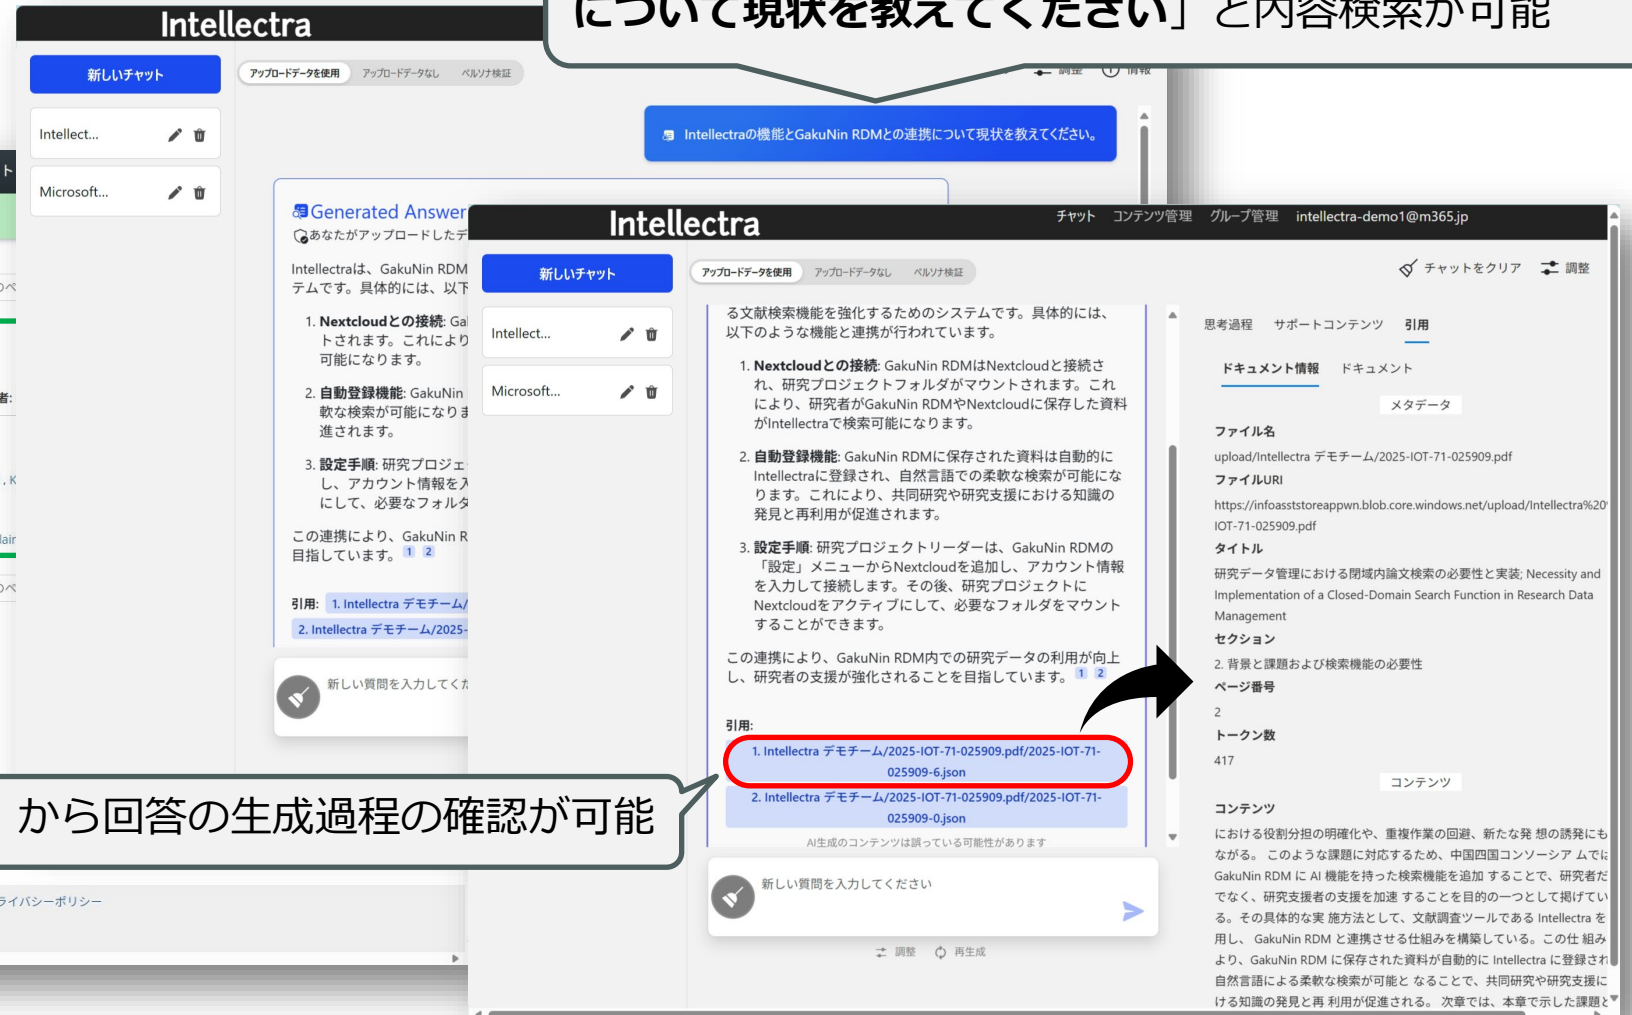 について現状を教えてください」と内容検索が可能
Intellectra
新しいチャット
アップロードデータを使用 アップロードデータなし ペルソナ検証
調整 情報
Intellect...
Microsoft...
Intellectraの機能とGakuNin RDMとの連携について現状を教えてください。
Generated Answer
あなたがアップロードしたデ
Intellectraは、GakuNin RDM
テムです。具体的には、以下
1. Nextcloudとの接続: Ga
トされます。これにより
可能になります。
2. 自動登録機能: GakuNin
軟な検索が可能になりま
進されます。
3. 設定手順: 研究プロジェ
し、アカウント情報を入
にして、必要なフォルダ
この連携により、GakuNin R
目指しています。 1 2
引用: 1. Intellectra デモチーム/
2. Intellectra デモチーム/2025-
新しい質問を入力してくだ
から回答の生成過程の確認が可能
ライバシーポリシー
ト
のペ
者:
, K
lair
のペ
Intellectra
チャット コンテンツ管理 グループ管理 intellectra-demo1@m365.jp
新しいチャット
アップロードデータを使用 アップロードデータなし ペルソナ検証
チャットをクリア 調整
Intellect...
Microsoft...
る文献検索機能を強化するためのシステムです。具体的には、
以下のような機能と連携が行われています。
1. Nextcloudとの接続: GakuNin RDMはNextcloudと接続さ
れ、研究プロジェクトフォルダがマウントされます。これ
により、研究者がGakuNin RDMやNextcloudに保存した資料
がIntellectraで検索可能になります。
2. 自動登録機能: GakuNin RDMに保存された資料は自動的に
Intellectraに登録され、自然言語での柔軟な検索が可能にな
ります。これにより、共同研究や研究支援における知識の
発見と再利用が促進されます。
3. 設定手順: 研究プロジェクトリーダーは、GakuNin RDMの
「設定」メニューからNextcloudを追加し、アカウント情報
を入力して接続します。その後、研究プロジェクトに
Nextcloudをアクティブにして、必要なフォルダをマウント
することができます。
この連携により、GakuNin RDM内での研究データの利用が向上
し、研究者の支援が強化されることを目指しています。 1 2
引用:
1. Intellectra デモチーム/2025-IOT-71-025909.pdf/2025-IOT-71-
025909-6.json
2. Intellectra デモチーム/2025-IOT-71-025909.pdf/2025-IOT-71-
025909-0.json
AI生成のコンテンツは誤っている可能性があります
新しい質問を入力してください
調整 再生成
思考過程 サポートコンテンツ 引用
ドキュメント情報 ドキュメント
メタデータ
ファイル名
upload/Intellectra デモチーム/2025-IOT-71-025909.pdf
ファイルURI
https://infoasststoreappwn.blob.core.windows.net/upload/Intellectra%20
IOT-71-025909.pdf
タイトル
研究データ管理における閉域内論文検索の必要性と実装; Necessity and
Implementation of a Closed-Domain Search Function in Research Data
Management
セクション
2. 背景と課題および検索機能の必要性
ページ番号
2
トークン数
417
コンテンツ
コンテンツ
における役割分担の明確化や、重複作業の回避、新たな発 想の誘発にも
ながる。 このような課題に対応するため、中国四国コンソーシア ムでは
GakuNin RDM に AI 機能を持った検索機能を追加 することで、研究者だ
でなく、研究支援者の支援を加速 することを目的の一つとして掲げてい
る。その具体的な実 施方法として、文献調査ツールである Intellectra を
用し、 GakuNin RDM と連携させる仕組みを構築している。この仕 組み
より、GakuNin RDM に保存された資料が自動的に Intellectra に登録され
自然言語による柔軟な検索が可能と なることで、共同研究や研究支援に
ける知識の発見と再 利用が促進される。 次章では、本章で示した課題と